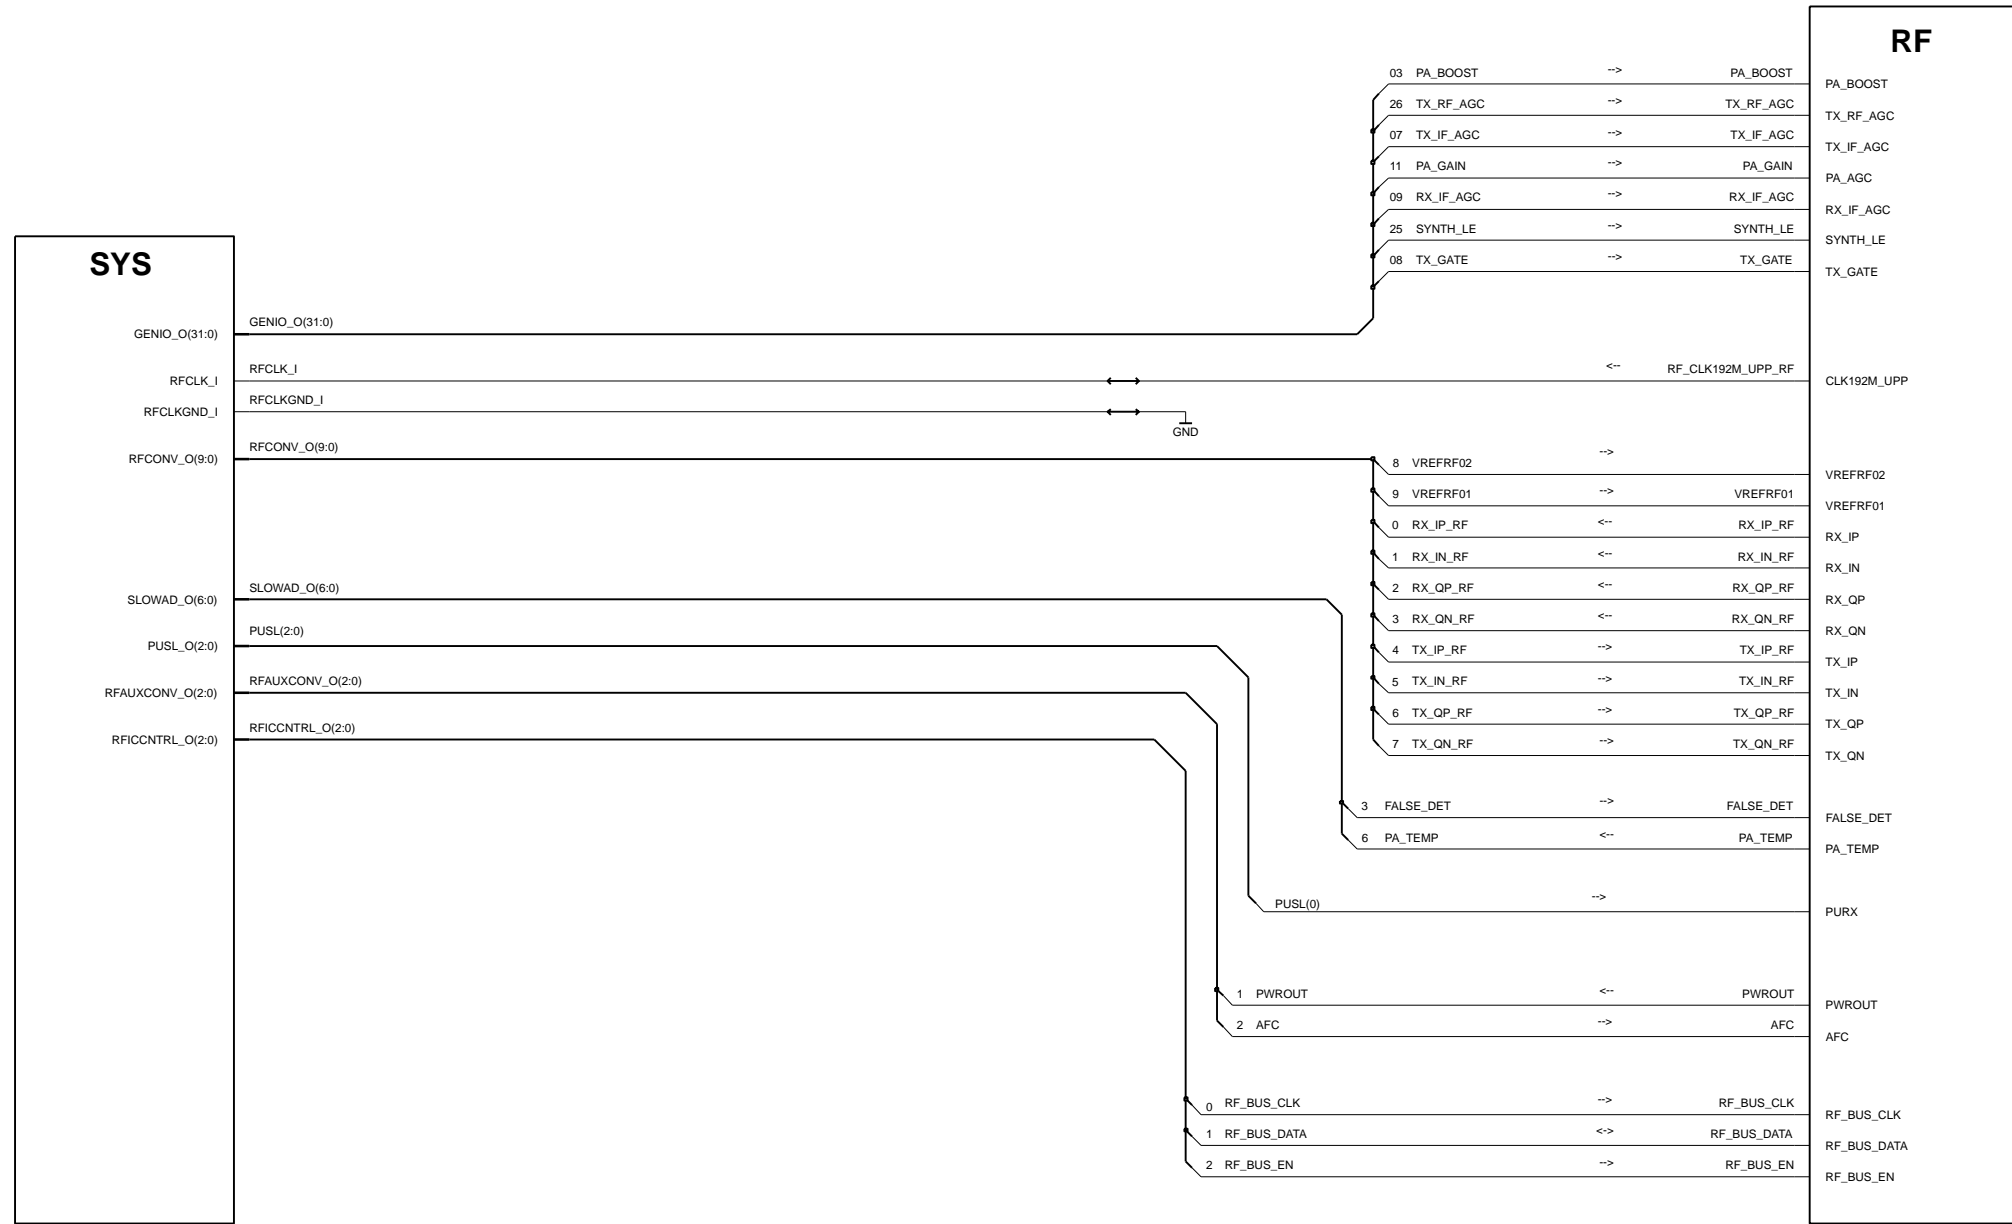 RF
03 PA_BOOST --> PA_BOOST
PA_BOOST
26 TX_RF_AGC --> TX_RF_AGC
TX_RF_AGC
07 TX_IF_AGC --> TX_IF_AGC
TX_IF_AGC
11 PA_GAIN --> PA_GAIN
PA_AGC
09 RX_IF_AGC --> RX_IF_AGC
RX_IF_AGC
25 SYNTH_LE --> SYNTH_LE
SYNTH_LE
08 TX_GATE --> TX_GATE
TX_GATE
SYS
GENIO_O(31:0)
GENIO_O(31:0)
RFCLK_I
<-- RF_CLK192M_UPP_RF
RFCLK_I
CLK192M_UPP
RFCLKGND_I
RFCLKGND_I
GND
RFCONV_O(9:0)
RFCONV_O(9:0)
8 VREFRF02 -->
VREFRF02
9 VREFRF01 --> VREFRF01
VREFRF01
0 RX_IP_RF <-- RX_IP_RF
RX_IP
1 RX_IN_RF <-- RX_IN_RF
RX_IN
2 RX_QP_RF <-- RX_QP_RF
RX_QP
3 RX_QN_RF <-- RX_QN_RF
RX_QN
4 TX_IP_RF --> TX_IP_RF
TX_IP
5 TX_IN_RF --> TX_IN_RF
TX_IN
6 TX_QP_RF --> TX_QP_RF
TX_QP
7 TX_QN_RF --> TX_QN_RF
TX_QN
SLOWAD_O(6:0)
SLOWAD_O(6:0)
PUSL(2:0)
PUSL_O(2:0)
RFAUXCONV_O(2:0)
RFAUXCONV_O(2:0)
RFICCNTRL_O(2:0)
RFICCNTRL_O(2:0)
3 FALSE_DET --> FALSE_DET
FALSE_DET
6 PA_TEMP <-- PA_TEMP
PA_TEMP
PUSL(0) -->
PURX
1 PWROUT <-- PWROUT
PWROUT
2 AFC --> AFC
AFC
0 RF_BUS_CLK --> RF_BUS_CLK
RF_BUS_CLK
1 RF_BUS_DATA <-> RF_BUS_DATA
RF_BUS_DATA
2 RF_BUS_EN --> RF_BUS_EN
RF_BUS_EN